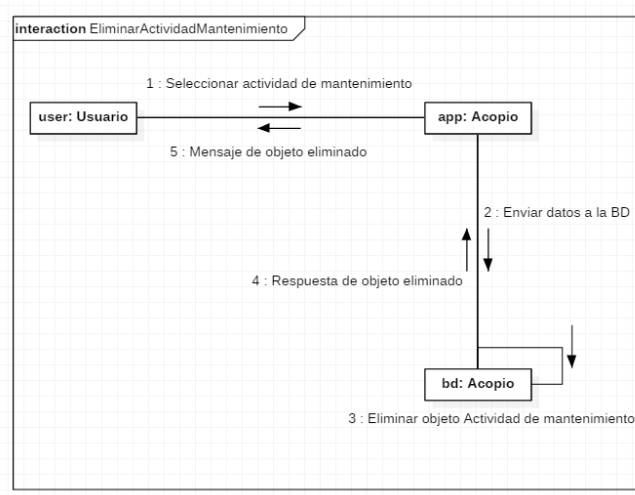 interaction EliminarActividadMantenimiento
1 : Seleccionar actividad de mantenimiento
user: Usuario
app: Acopio
5 : Mensaje de objeto eliminado
2 : Enviar datos a la BD
4 : Respuesta de objeto eliminado
bd: Acopio
3 : Eliminar objeto Actividad de mantenimiento